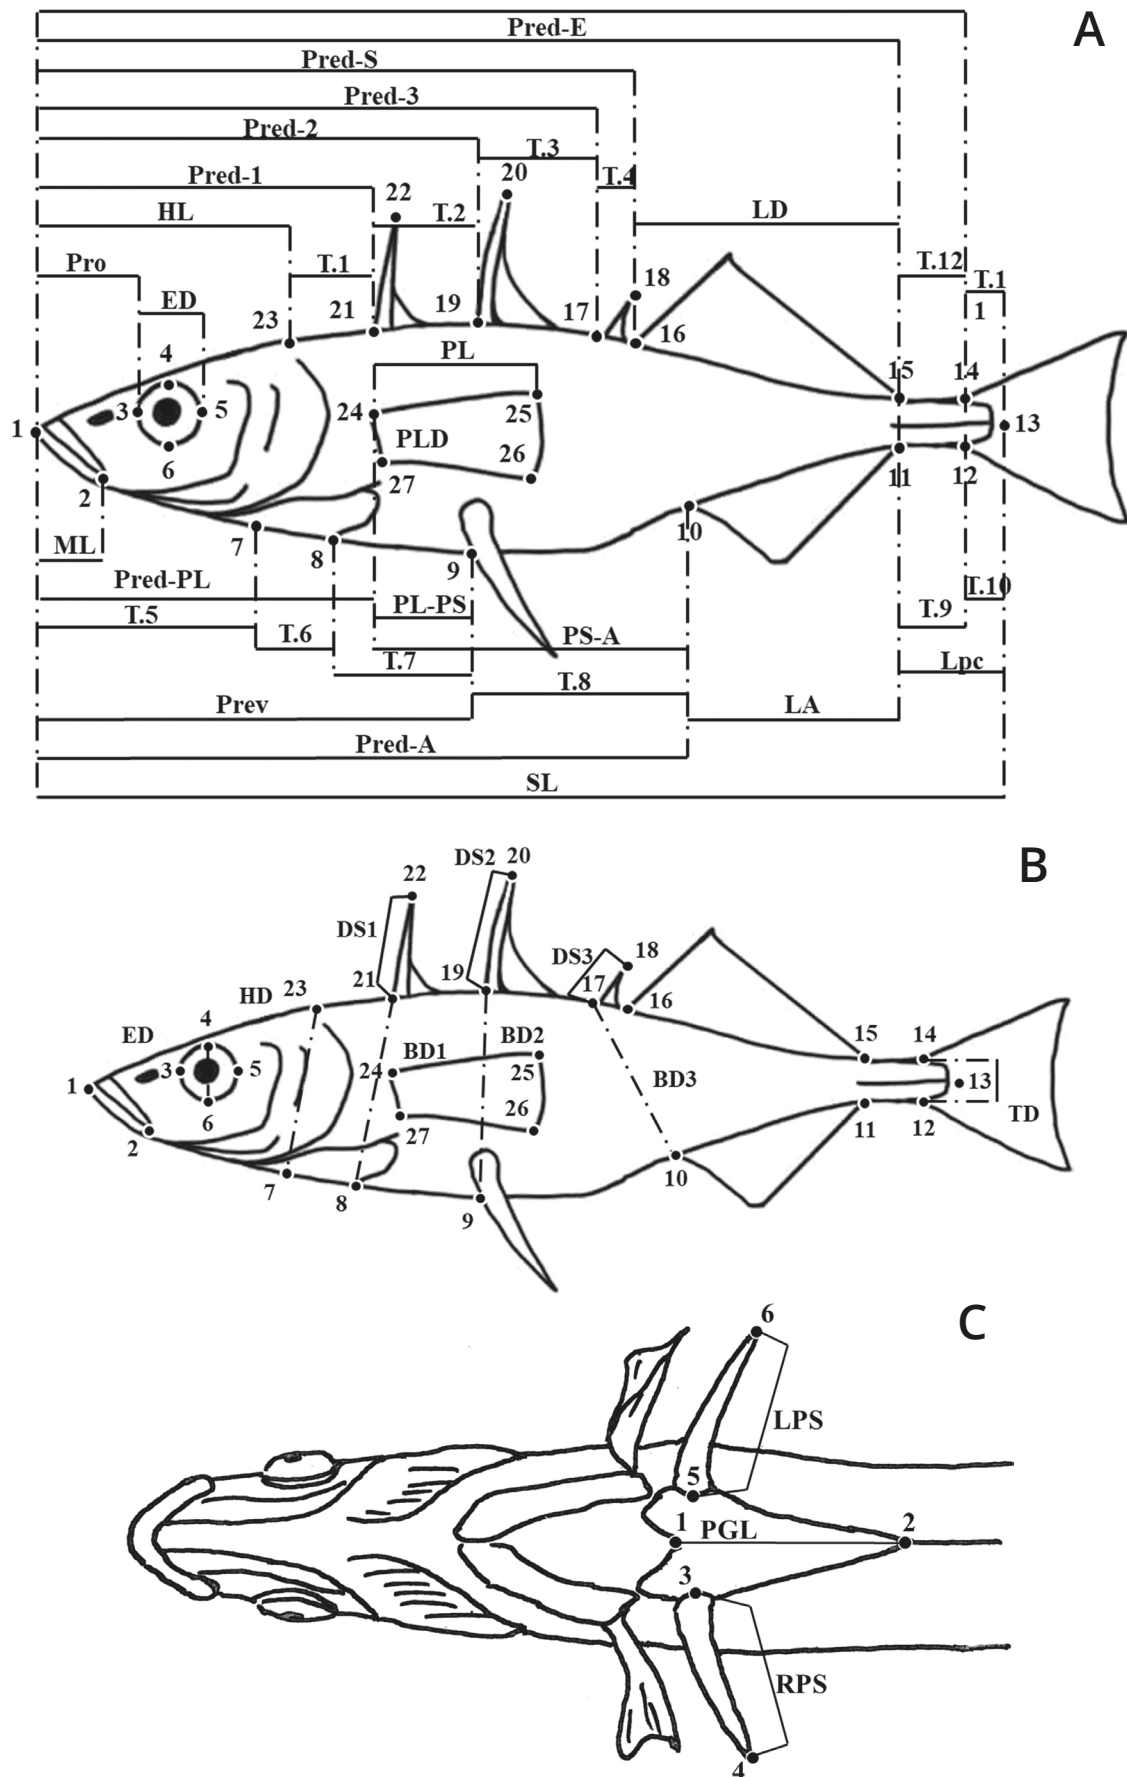 A
Pred-E
Pred-S
Pred-3
Pred-2
T.3
Pred-1
T.4
20
22
HL
T.2
LD
Pro
T.1
T.12
ED
18
T.1
1
23
21
19
17
16
4
PL
15
14
3
5
24
25
1
13
PLD
6
26
2
27
11
12
7
8
9
10
ML
Pred-PL
T.10
T.5
PL-PS
T.9
T.6
PS-A
T.7
Lpc
T.8
Prev
LA
Pred-A
SL
B
DS2
20
22
DS1
DS3
18
HD
23
21
19
17
16
ED
4
BD1
BD2
15
14
3
5
24
25
BD3
1
13
6
26
TD
2
27
11
12
7
8
9
10
C
6
LPS
5
1
PGL
2
3
RPS
4